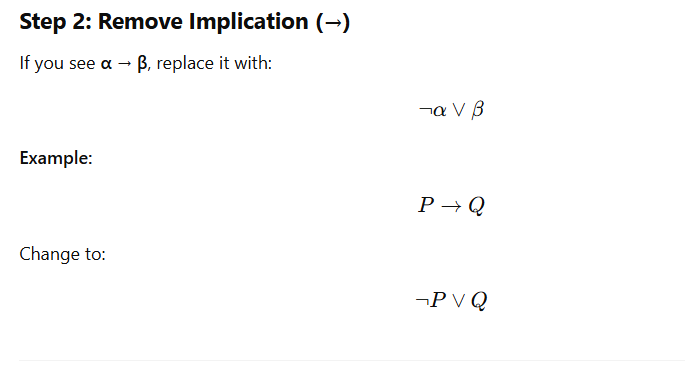 Step 2: Remove Implication (→)
If you see α → β, replace it with:
¬α ∨ β
Example:
P → Q
Change to:
¬P ∨ Q